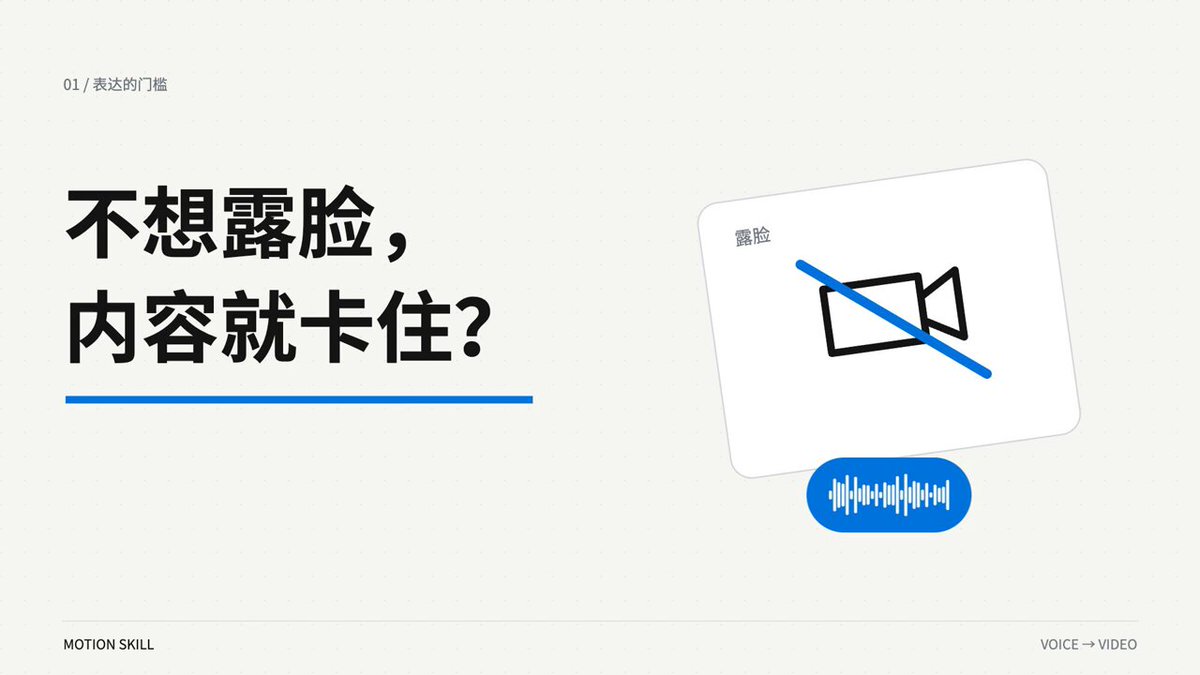 01 / 表达的门槛
不想露脸，
内容就卡住？
露脸
MOTION SKILL
VOICE → VIDEO